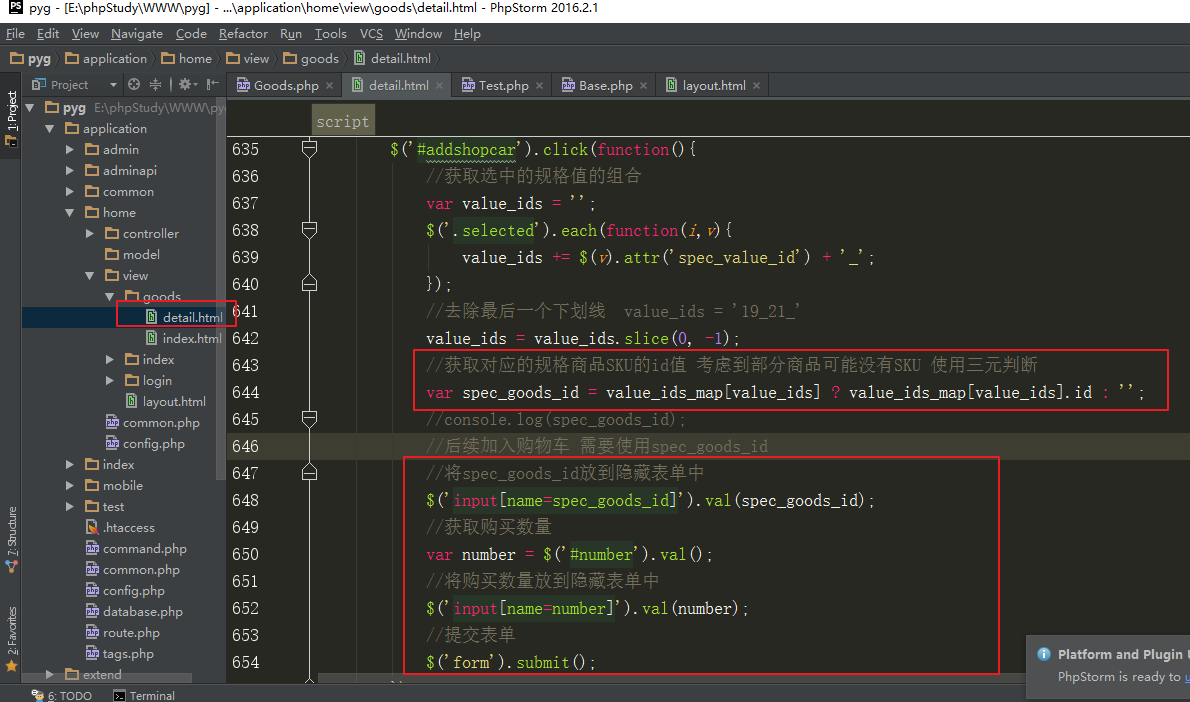 pyg - [E:\phpStudy\WWW\pyg] - ...\application\home\view\goods\detail.html - PhpStorm 2016.2.1
File Edit View Navigate Code Refactor Run Tools VCS Window Help
pyg application home view goods detail.html
Project Goods.php × detail.html × Test.php × Base.php × layout.html ×
1: Project
7: Structure
2: Favorites
pyg E:\phpStudy\WWW\pyg
application
admin
adminapi
common
home
controller
model
view
goods
detail.html
index.html
index
login
layout.html
common.php
config.php
index
mobile
test
.htaccess
command.php
common.php
config.php
database.php
route.php
tags.php
extend
script
635 $('#addshopcar').click(function(){
636 //获取选中的规格值的组合
637 var value_ids = '';
638 $('.selected').each(function(i,v){
639 value_ids += $(v).attr('spec_value_id') + '_';
640 });
641 //去除最后一个下划线 value_ids = '19_21_'
642 value_ids = value_ids.slice(0, -1);
643 //获取对应的规格商品SKU的id值 考虑到部分商品可能没有SKU 使用三元判断
644 var spec_goods_id = value_ids_map[value_ids] ? value_ids_map[value_ids].id : '';
645 //console.log(spec_goods_id);
646 //后续加入购物车 需要使用spec_goods_id
647 //将spec_goods_id放到隐藏表单中
648 $('input[name=spec_goods_id]').val(spec_goods_id);
649 //获取购买数量
650 var number = $('#number').val();
651 //将购买数量放到隐藏表单中
652 $('input[name=number]').val(number);
653 //提交表单
654 $('form').submit();
Platform and Plugin
PhpStorm is ready to
6: TODO Terminal